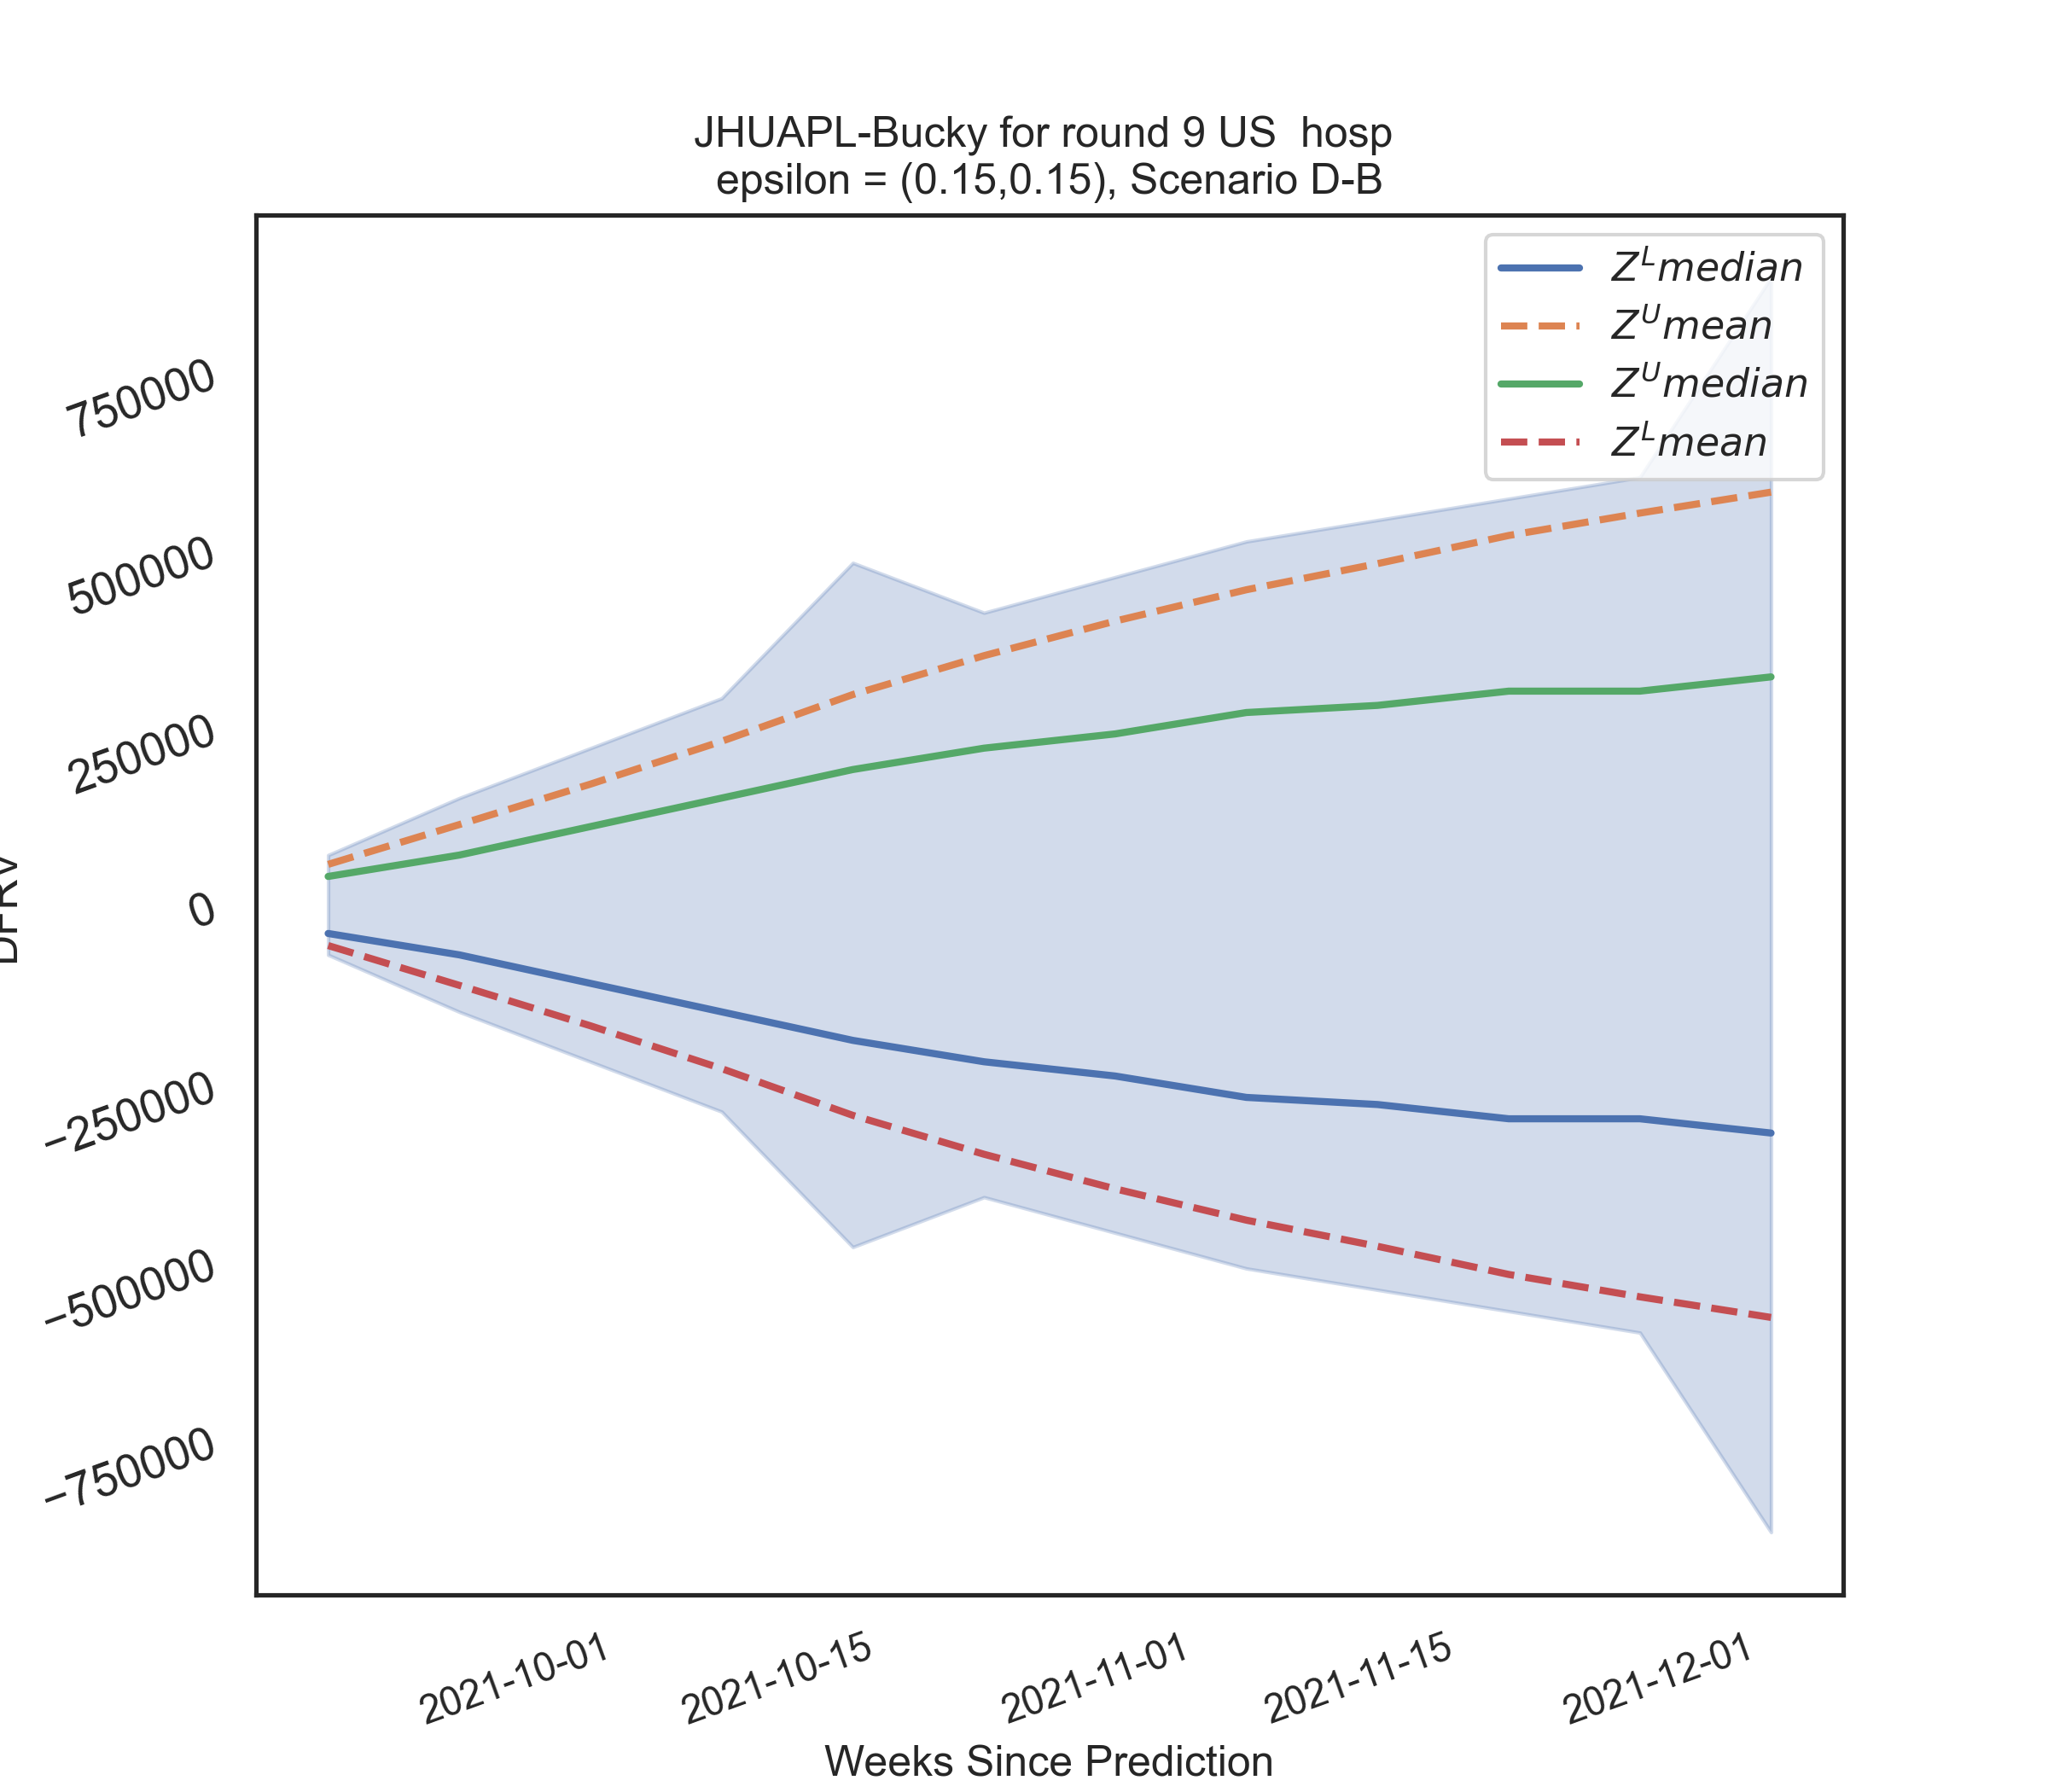 JHUAPL-Bucky for round 9 US  hosp
epsilon = (0.15,0.15), Scenario D-B
Z^L median
Z^U mean
Z^U median
Z^L mean
750000
500000
250000
0
−250000
−500000
−750000
2021-10-01
2021-10-15
2021-11-01
2021-11-15
2021-12-01
Weeks Since Prediction